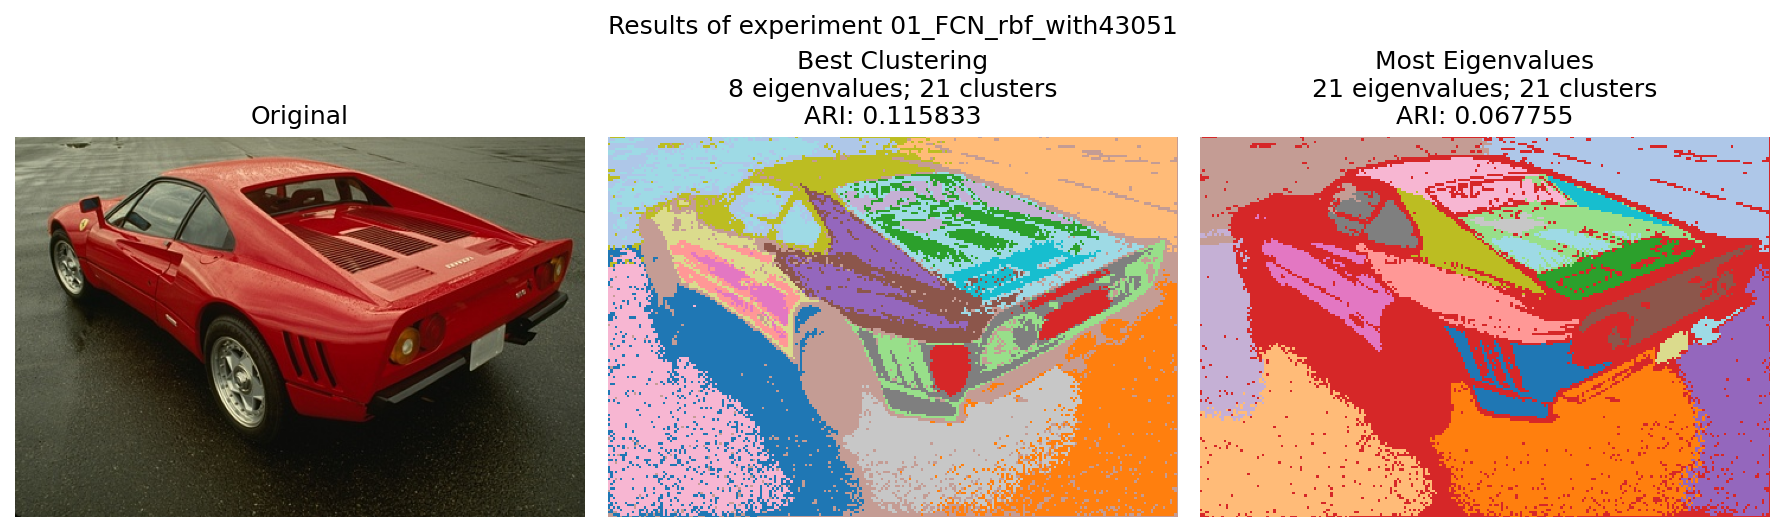 Results of experiment 01_FCN_rbf_with43051
Original
Best Clustering
8 eigenvalues; 21 clusters
ARI: 0.115833
Most Eigenvalues
21 eigenvalues; 21 clusters
ARI: 0.067755